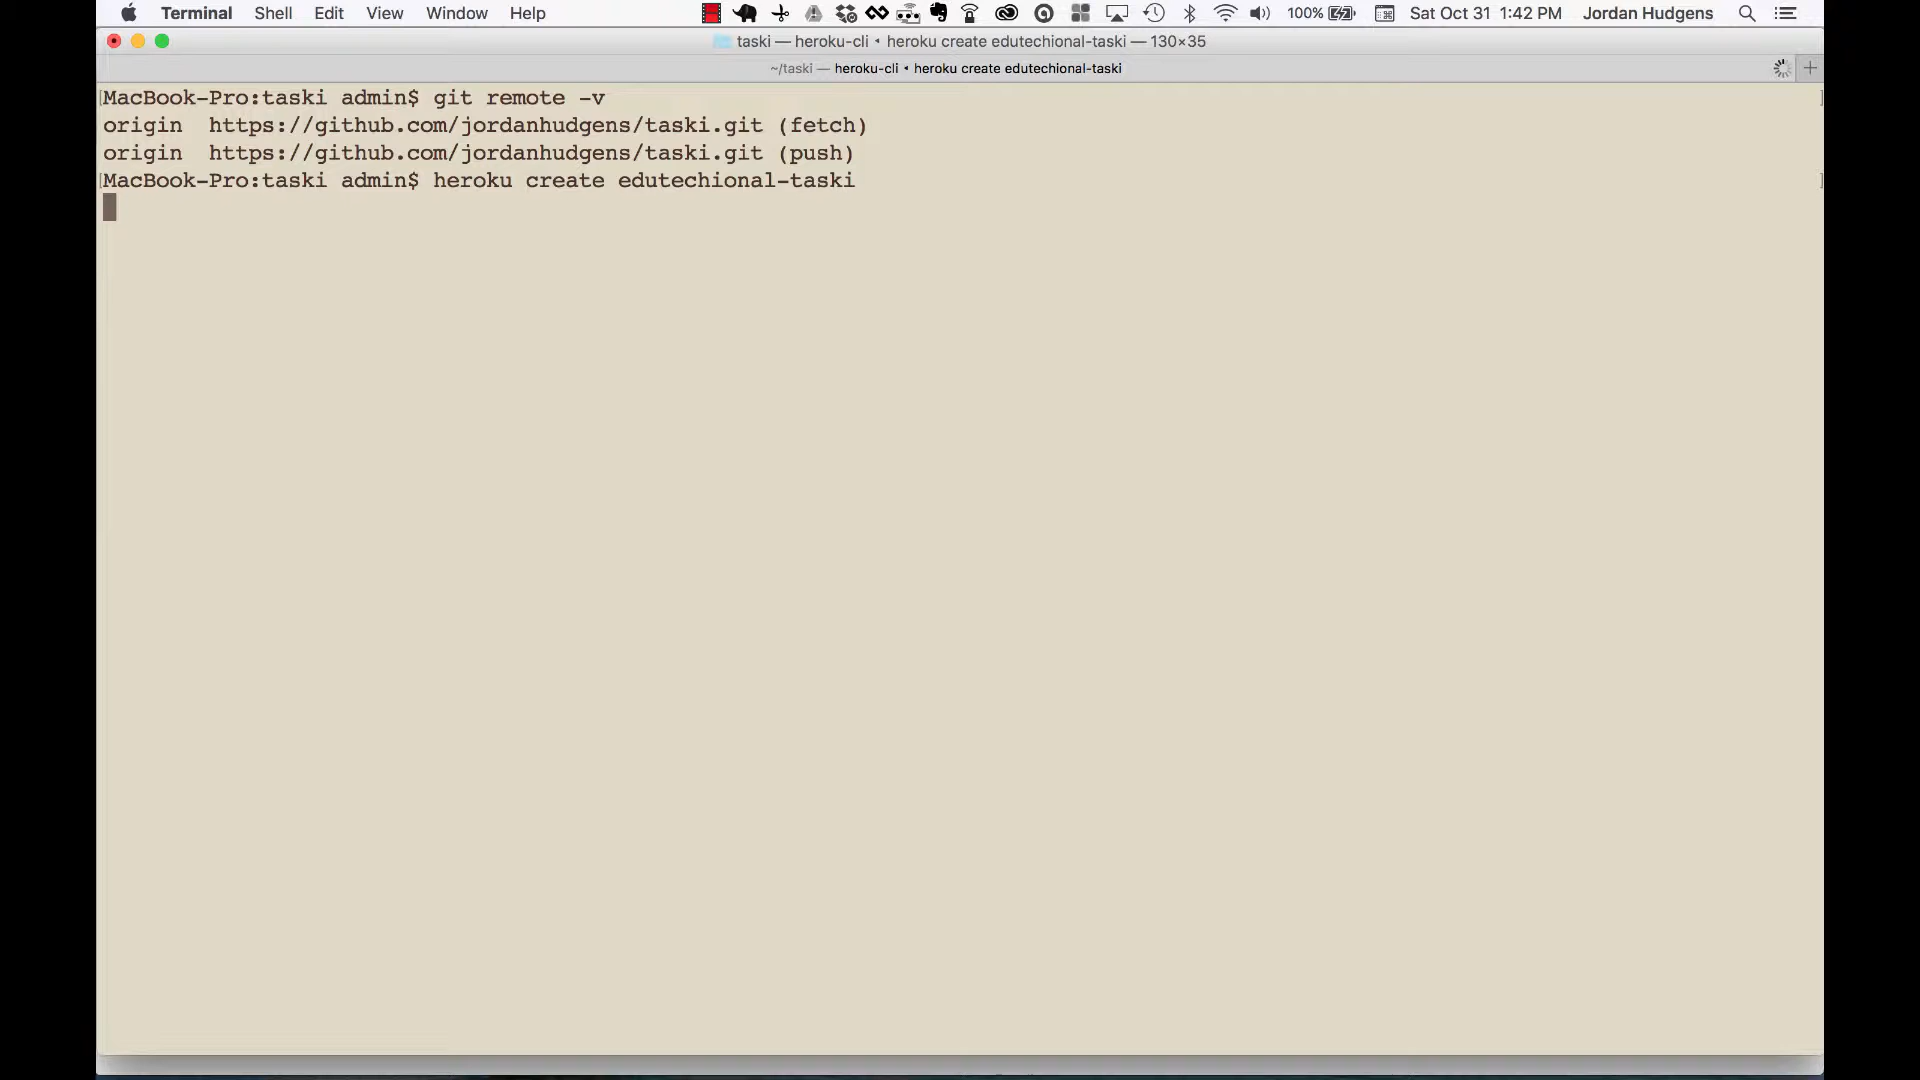 Terminal Shell Edit View Window Help 100% Sat Oct 31 1:42 PM Jordan Hudgens
taski — heroku-cli • heroku create edutechional-taski — 130×35
~/taski — heroku-cli • heroku create edutechional-taski
MacBook-Pro:taski admin$ git remote -v
origin  https://github.com/jordanhudgens/taski.git (fetch)
origin  https://github.com/jordanhudgens/taski.git (push)
MacBook-Pro:taski admin$ heroku create edutechional-taski